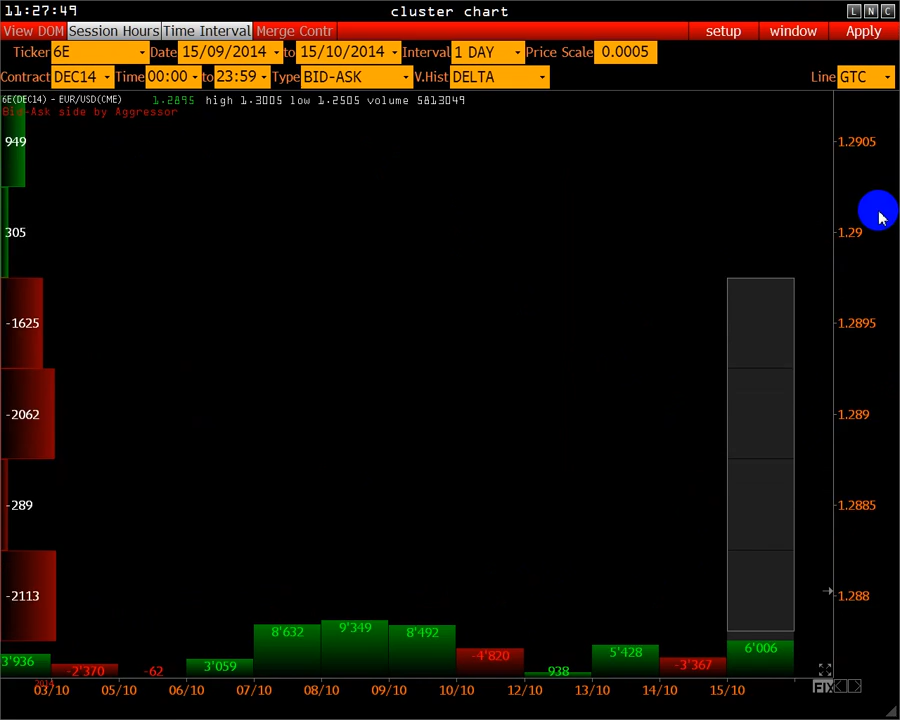 11:27:49 cluster chart L N C
View DOM Session Hours Time Interval Merge Contr setup window Apply
Ticker 6E Date 15/09/2014 to 15/10/2014 Interval 1 DAY Price Scale 0.0005
Contract DEC14 Time 00:00 to 23:59 Type BID-ASK V.Hist DELTA Line GTC
6E(DEC14) - EUR/USD(CME) 1.2895 high 1.3005 low 1.2505 volume 5813049
Bid-Ask side by Aggressor
949 1.2905
305 1.29
-1625 1.2895
-2062 1.289
-289 1.2885
-2113 1.288
3'936 -2'370 -62 3'059 8'632 9'349 8'492 -4'820 938 5'428 -3'367 6'006
2014
03/10 05/10 06/10 07/10 08/10 09/10 10/10 12/10 13/10 14/10 15/10 FIX